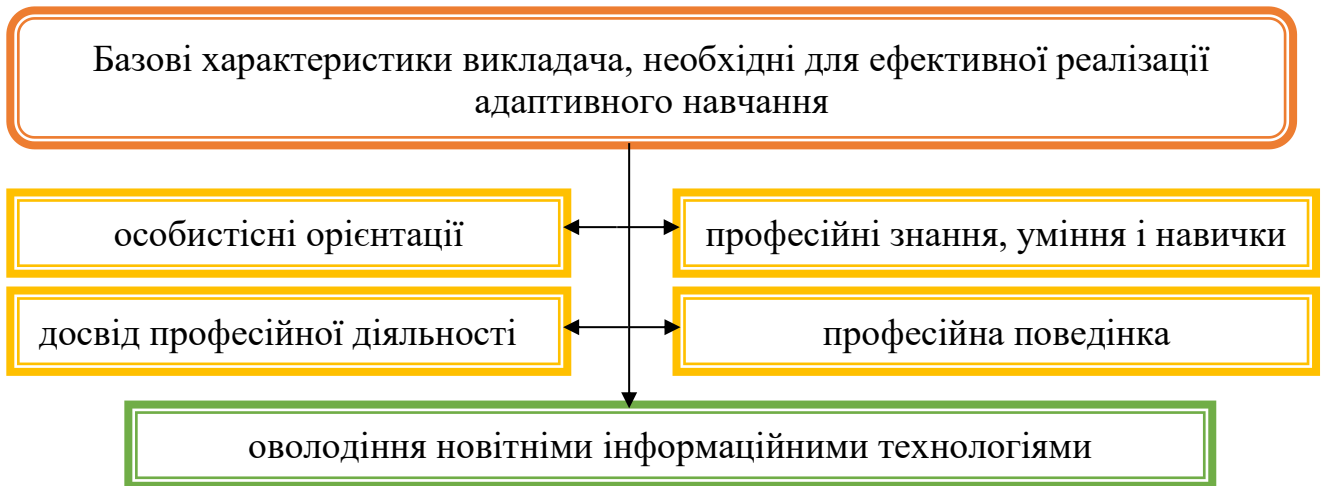 Базові характеристики викладача, необхідні для ефективної реалізації
адаптивного навчання
особистісні орієнтації
професійні знання, уміння і навички
досвід професійної діяльності
професійна поведінка
оволодіння новітніми інформаційними технологіями